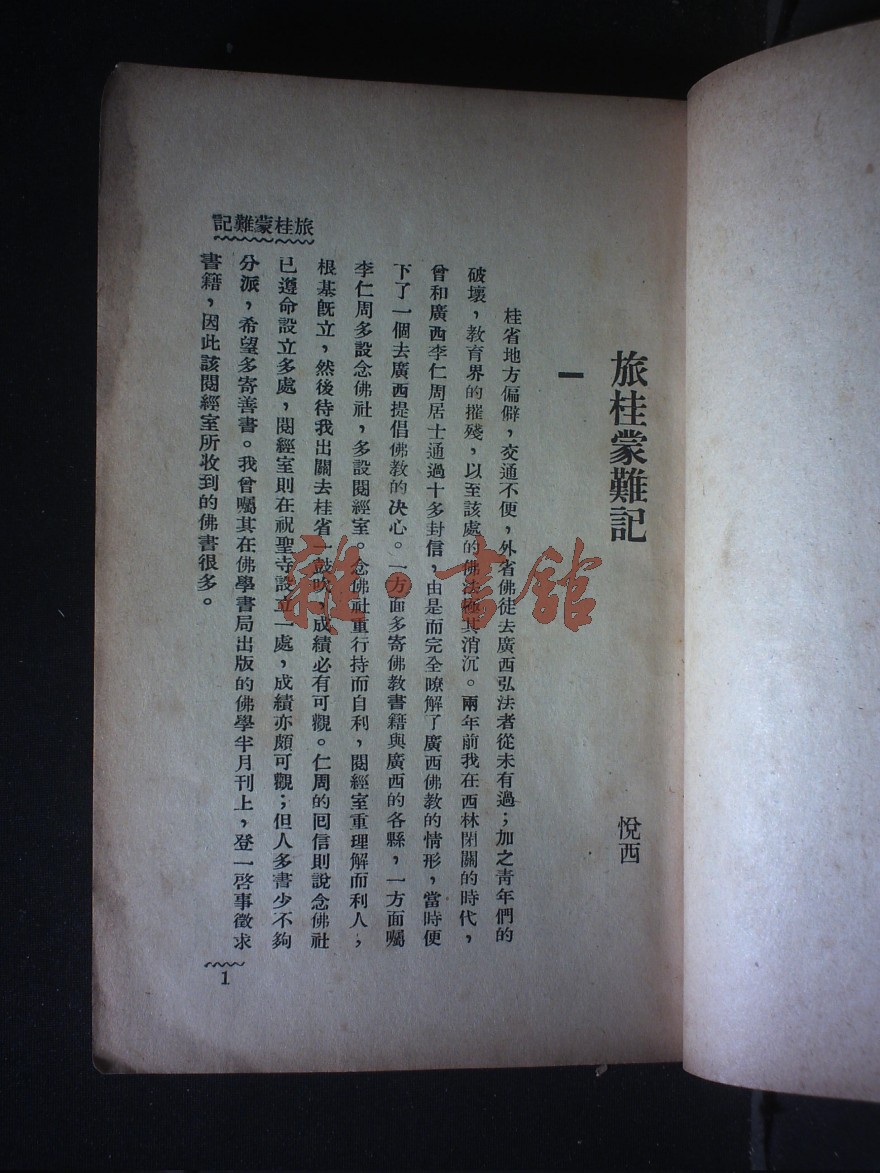 旅桂蒙難記
悅西
一
桂省地方偏僻，交通不便，外省佛徒去廣西弘法者從未有過；加之靑年們的
破壞，教育界的摧殘，以至該處的佛法極其消沉。兩年前我在西林閉關的時代，
曾和廣西李仁周居士通過十多封信，由是而完全暸解了廣西佛教的情形，當時便
下了一個去廣西提倡佛教的決心。一方面多寄佛教書籍與廣西的各縣，一方面囑
李仁周多設念佛社，多設閱經室。念佛社重行持而自利，閱經室重理解而利人；
根基旣立，然後待我出關去桂省一鼓吹，成績必有可觀。仁周的囘信則說念佛社
已遵命設立多處，閱經室則在祝聖寺設立一處，成績亦頗可觀；但人多書少不夠
分派，希望多寄善書。我曾囑其在佛學書局出版的佛學半月刊上，登一啓事徵求
書籍，因此該閱經室所收到的佛書很多。
旅桂蒙難記
1
雜·書館